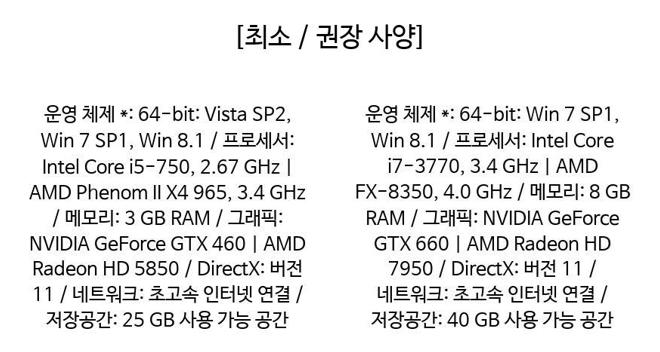 [최소 / 권장 사양]
운영 체제 *: 64-bit: Vista SP2,
Win 7 SP1, Win 8.1 / 프로세서:
Intel Core i5-750, 2.67 GHz |
AMD Phenom II X4 965, 3.4 GHz
/ 메모리: 3 GB RAM / 그래픽:
NVIDIA GeForce GTX 460 | AMD
Radeon HD 5850 / DirectX: 버전
11 / 네트워크: 초고속 인터넷 연결 /
저장공간: 25 GB 사용 가능 공간
운영 체제 *: 64-bit: Win 7 SP1,
Win 8.1 / 프로세서: Intel Core
i7-3770, 3.4 GHz | AMD
FX-8350, 4.0 GHz / 메모리: 8 GB
RAM / 그래픽: NVIDIA GeForce
GTX 660 | AMD Radeon HD
7950 / DirectX: 버전 11 /
네트워크: 초고속 인터넷 연결 /
저장공간: 40 GB 사용 가능 공간